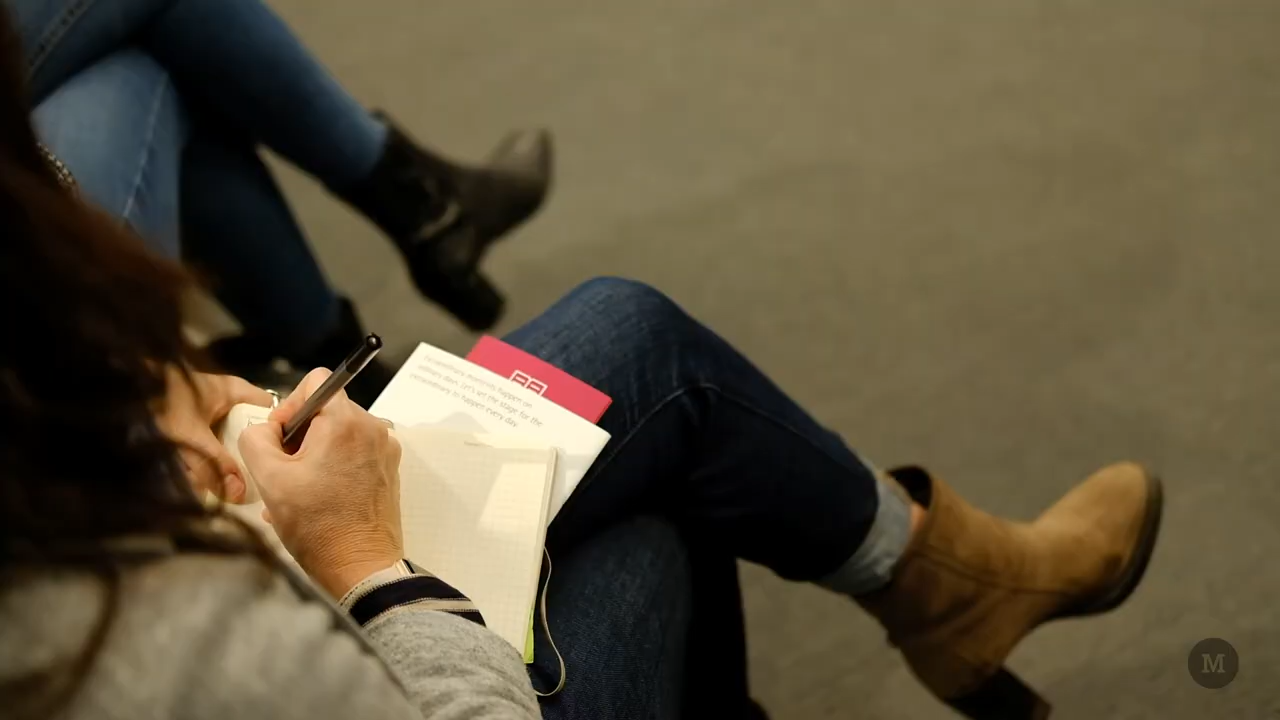 Extraordinary moments happen on
ordinary days. Let's set the stage for the
extraordinary to happen every day
M